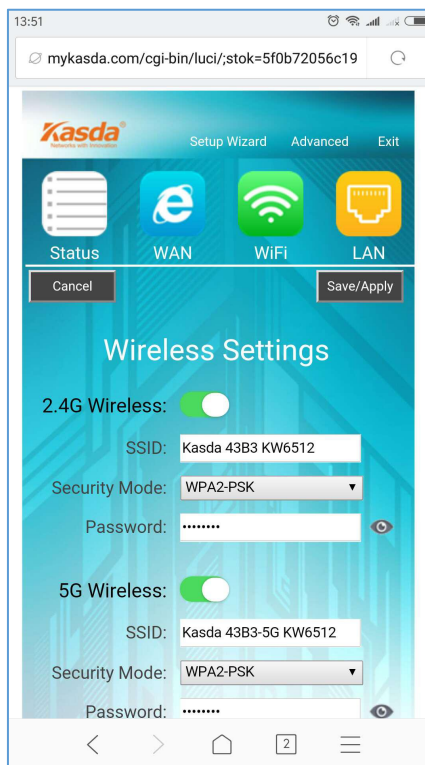 13:51
mykasda.com/cgi-bin/luci/;stok=5f0b72056c19
Kasda®
Networks with Innovation
Setup Wizard Advanced Exit
Status WAN WiFi LAN
Cancel Save/Apply
Wireless Settings
2.4G Wireless:
SSID: Kasda 43B3 KW6512
Security Mode: WPA2-PSK
Password: ••••••••
5G Wireless:
SSID: Kasda 43B3-5G KW6512
Security Mode: WPA2-PSK
Password: ••••••••
2